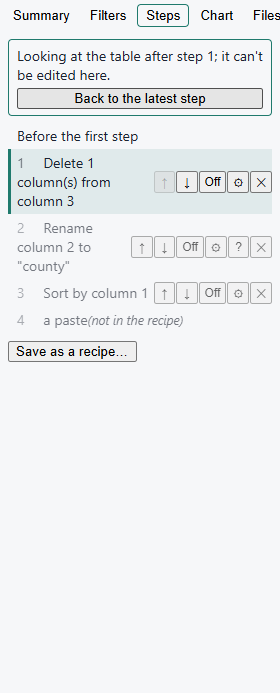 Summary Filters Steps Chart Files
Looking at the table after step 1; it can't
be edited here.
Back to the latest step
Before the first step
1 Delete 1
column(s) from
column 3
↑ ↓ Off ⚙ ×
2 Rename
column 2 to
"county"
↑ ↓ Off ⚙ ? ×
3 Sort by column 1 ↑ ↓ Off ⚙ ×
4 a paste(not in the recipe)
Save as a recipe...